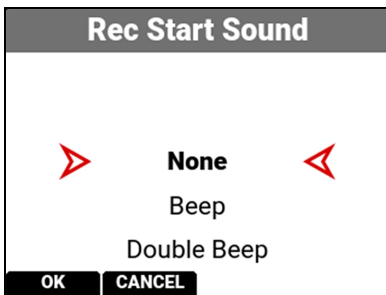 Rec Start Sound
None
Beep
Double Beep
OK CANCEL